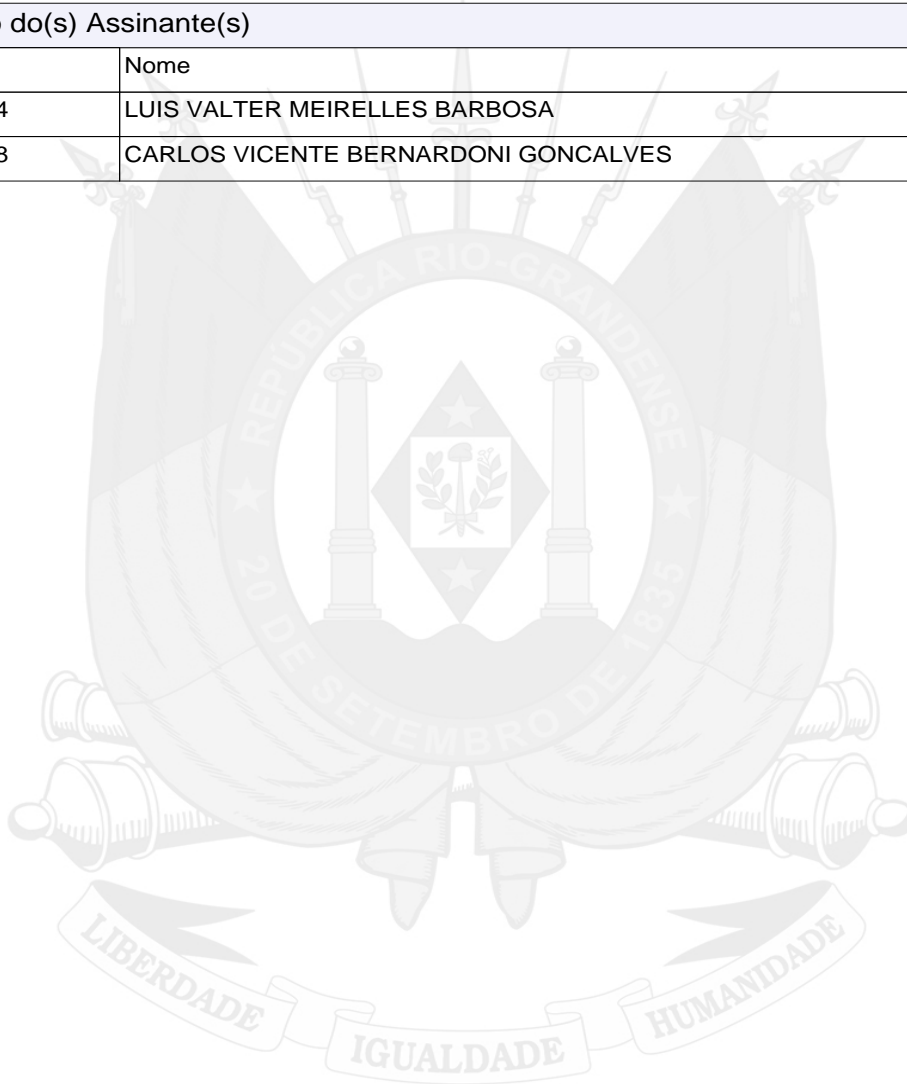 o do(s) Assinante(s)
Nome
4 LUIS VALTER MEIRELLES BARBOSA
8 CARLOS VICENTE BERNARDONI GONCALVES
REPÚBLICA RIO-GRANDENSE
20 DE SETEMBRO DE 1835
LIBERDADE
IGUALDADE
HUMANIDADE